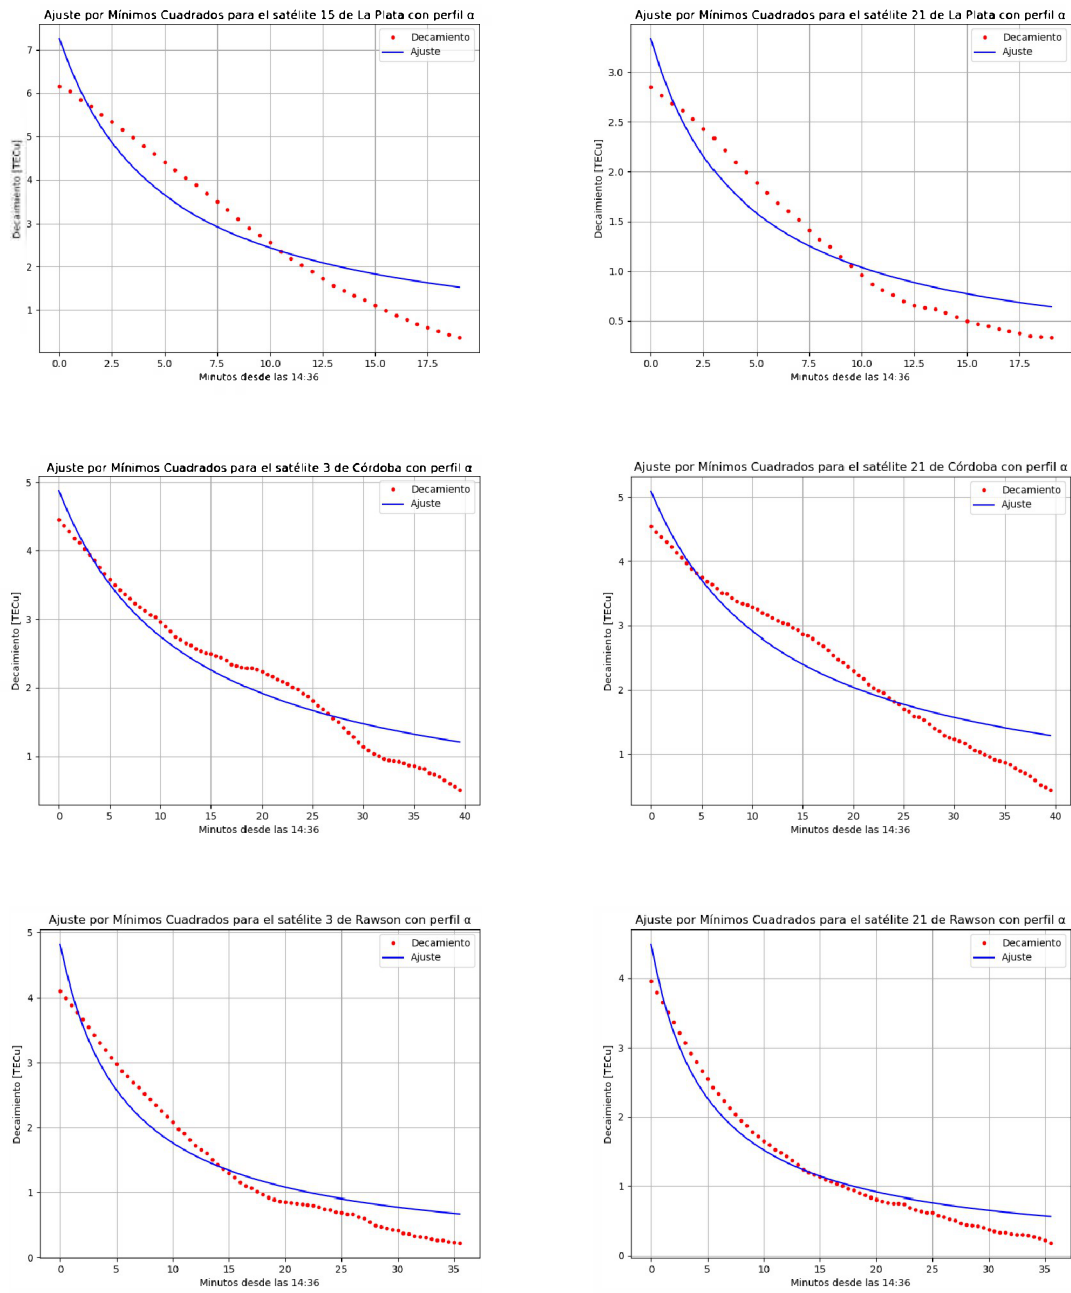 Ajuste por Mínimos Cuadrados para el satélite 15 de La Plata con perfil α
Decamiento
Ajuste
7
6
5
4
3
2
1
Decaimiento [TECu]
0.0 2.5 5.0 7.5 10.0 12.5 15.0 17.5
Minutos desde las 14:36
Ajuste por Mínimos Cuadrados para el satélite 21 de La Plata con perfil α
Decamiento
Ajuste
3.0
2.5
2.0
1.5
1.0
0.5
Decaimiento [TECu]
0.0 2.5 5.0 7.5 10.0 12.5 15.0 17.5
Minutos desde las 14:36
Ajuste por Mínimos Cuadrados para el satélite 3 de Córdoba con perfil α
Decamiento
Ajuste
5
4
3
2
1
Decaimiento [TECu]
0 5 10 15 20 25 30 35 40
Minutos desde las 14:36
Ajuste por Mínimos Cuadrados para el satélite 21 de Córdoba con perfil α
Decamiento
Ajuste
5
4
3
2
1
Decaimiento [TECu]
0 5 10 15 20 25 30 35 40
Minutos desde las 14:36
Ajuste por Mínimos Cuadrados para el satélite 3 de Rawson con perfil α
Decamiento
Ajuste
5
4
3
2
1
0
Decaimiento [TECu]
0 5 10 15 20 25 30 35
Minutos desde las 14:36
Ajuste por Mínimos Cuadrados para el satélite 21 de Rawson con perfil α
Decamiento
Ajuste
4
3
2
1
0
Decaimiento [TECu]
0 5 10 15 20 25 30 35
Minutos desde las 14:36